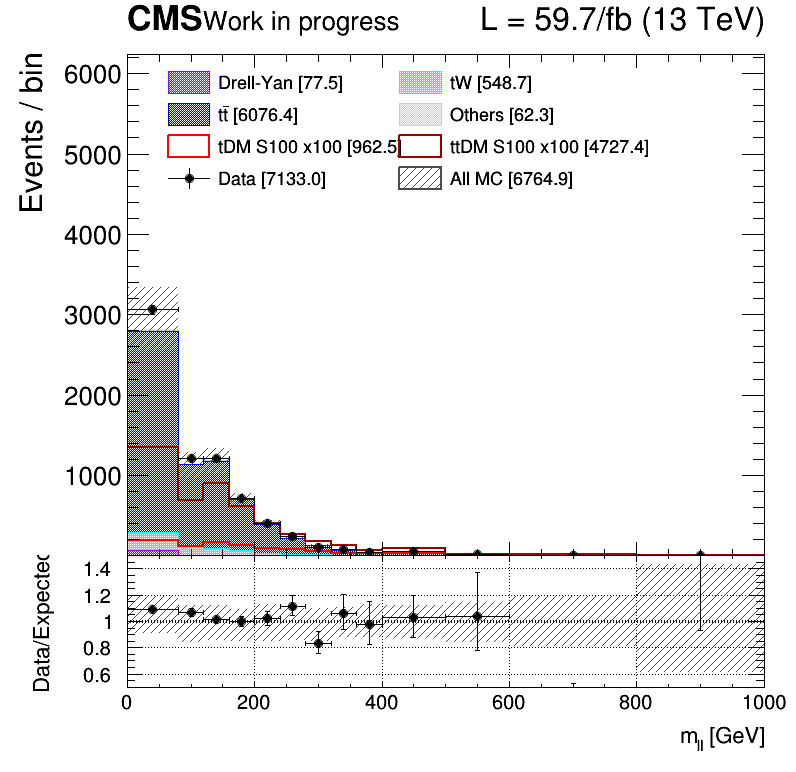 CMS Work in progress L = 59.7/fb (13 TeV)
Events / bin
6000
5000
4000
3000
2000
1000
Drell-Yan [77.5] tW [548.7]
tt̄ [6076.4] Others [62.3]
tDM S100 x100 [962.5] ttDM S100 x100 [4727.4]
Data [7133.0] All MC [6764.9]
Data/Expected
1.4
1.2
1
0.8
0.6
0 200 400 600 800 1000
m_ll [GeV]